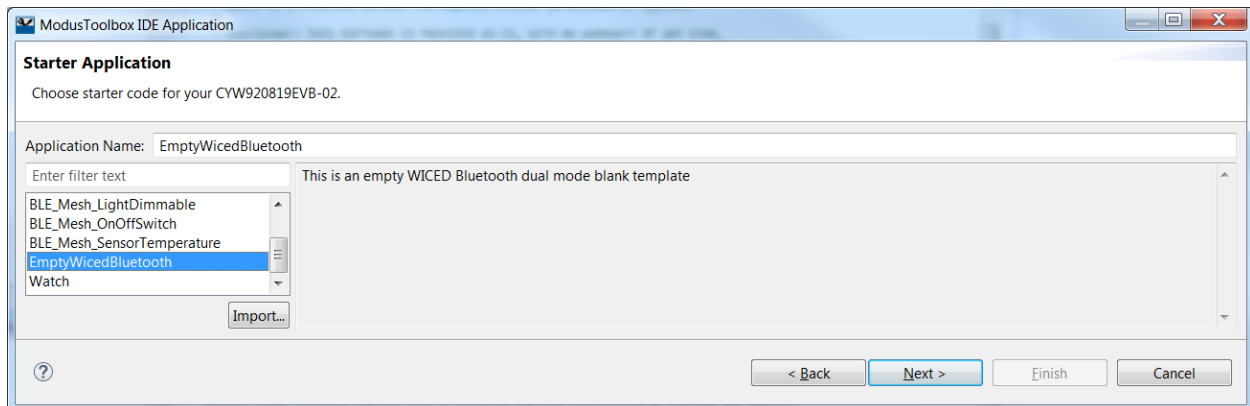 ModusToolbox IDE Application
Starter Application
Choose starter code for your CYW920819EVB-02.
Application Name: EmptyWicedBluetooth
Enter filter text
This is an empty WICED Bluetooth dual mode blank template
BLE_Mesh_LightDimmable
BLE_Mesh_OnOffSwitch
BLE_Mesh_SensorTemperature
EmptyWicedBluetooth
Watch
Import...
?
< Back Next > Finish Cancel